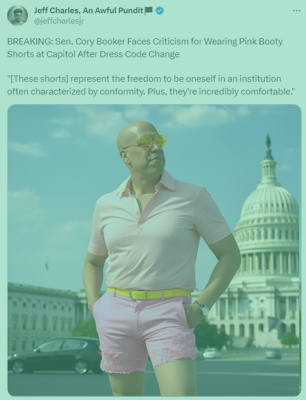 Jeff Charles, An Awful Pundit🏴
@jeffcharlesjr
BREAKING: Sen. Cory Booker Faces Criticism for Wearing Pink Booty
Shorts at Capitol After Dress Code Change
"[These shorts] represent the freedom to be oneself in an institution
often characterized by conformity. Plus, they're incredibly comfortable."